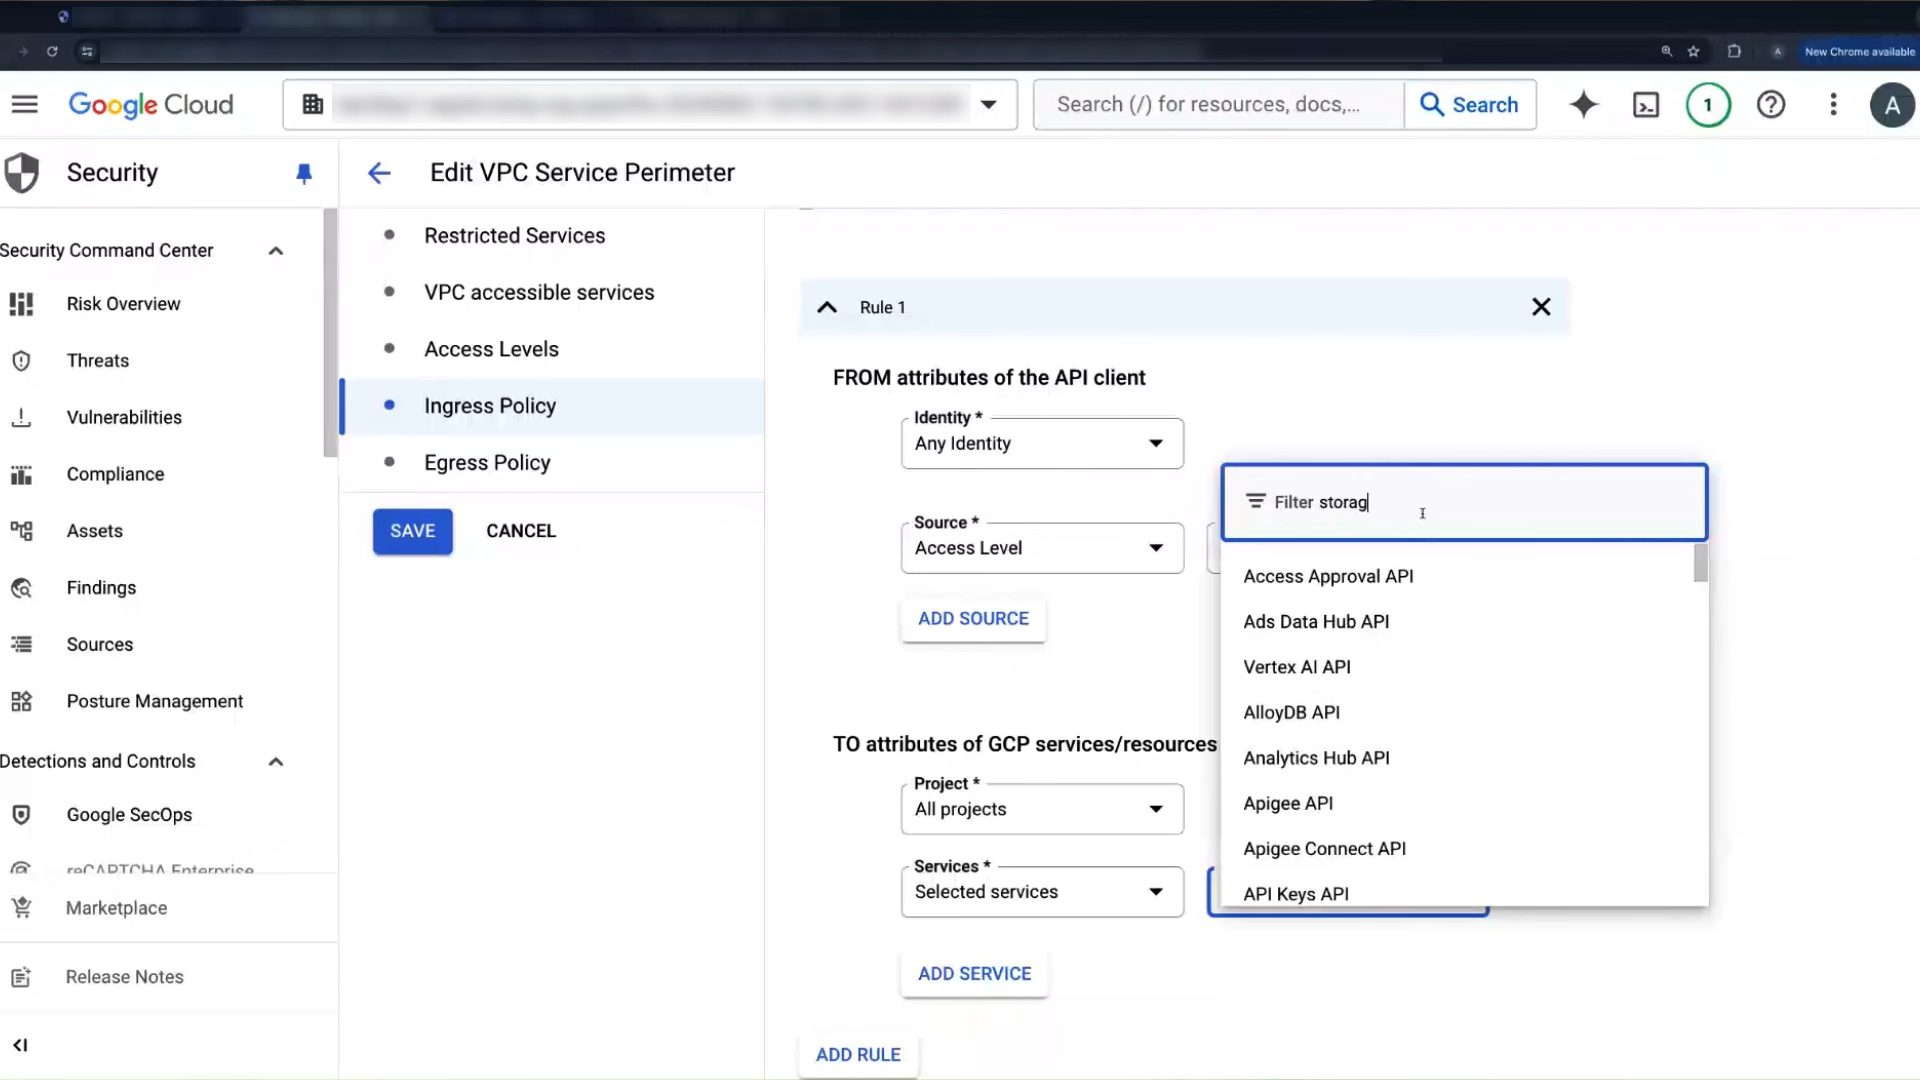 New Chrome available
Google Cloud
Search (/) for resources, docs,...
Search
1
A
Security
Edit VPC Service Perimeter
Security Command Center
Risk Overview
Threats
Vulnerabilities
Compliance
Assets
Findings
Sources
Posture Management
Detections and Controls
Google SecOps
reCAPTCHA Enterprise
Marketplace
Release Notes
Restricted Services
VPC accessible services
Access Levels
Ingress Policy
Egress Policy
SAVE
CANCEL
Rule 1
FROM attributes of the API client
Identity *
Any Identity
Source *
Access Level
ADD SOURCE
TO attributes of GCP services/resources
Project *
All projects
Services *
Selected services
ADD SERVICE
ADD RULE
Filter storag
Access Approval API
Ads Data Hub API
Vertex AI API
AlloyDB API
Analytics Hub API
Apigee API
Apigee Connect API
API Keys API